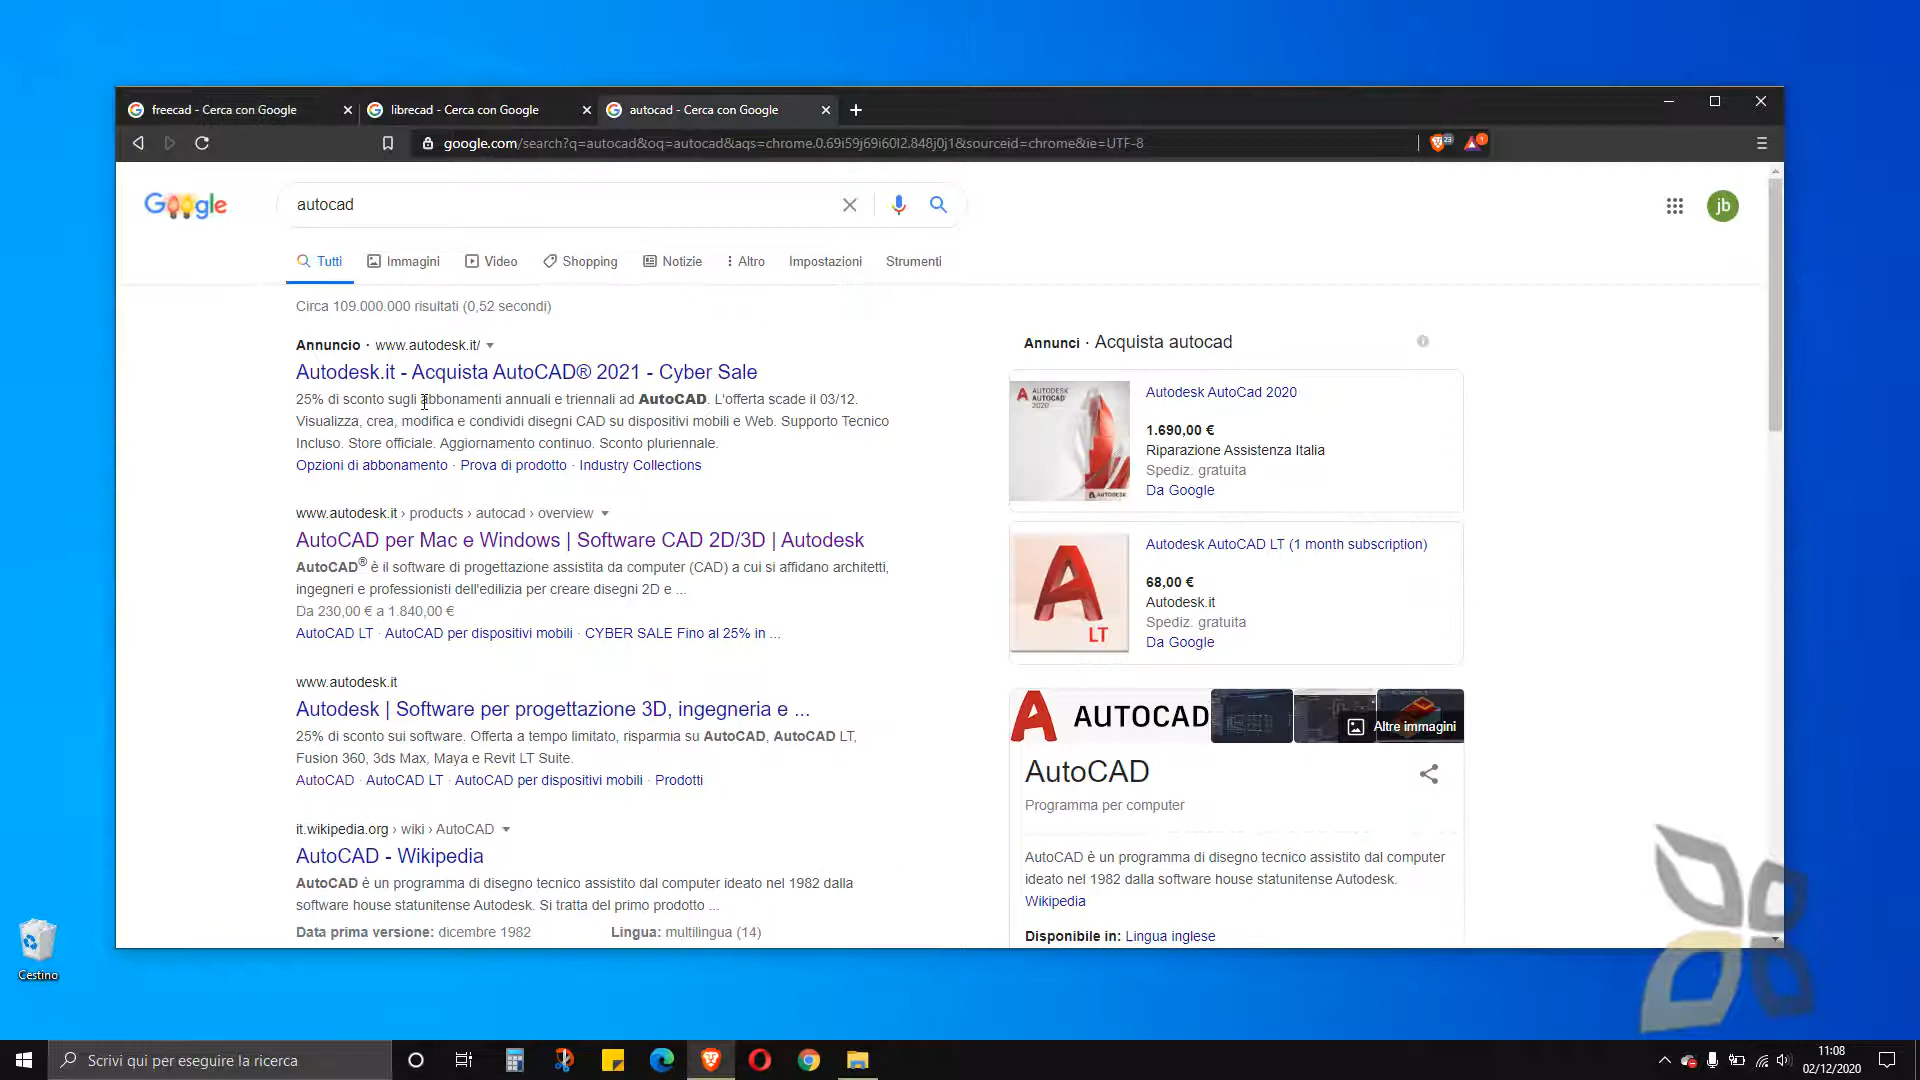 freecad - Cerca con Google
librecad - Cerca con Google
autocad - Cerca con Google
google.com/search?q=autocad&oq=autocad&aqs=chrome.0.69i59j69i60l2.848j0j1&sourceid=chrome&ie=UTF-8
23
1
Google
autocad
jb
Tutti
Immagini
Video
Shopping
Notizie
Altro
Impostazioni
Strumenti
Circa 109.000.000 risultati (0,52 secondi)
Annuncio · www.autodesk.it/
Autodesk.it - Acquista AutoCAD® 2021 - Cyber Sale
25% di sconto sugli abbonamenti annuali e triennali ad AutoCAD. L'offerta scade il 03/12.
Visualizza, crea, modifica e condividi disegni CAD su dispositivi mobili e Web. Supporto Tecnico
Incluso. Store officiale. Aggiornamento continuo. Sconto pluriennale.
Opzioni di abbonamento · Prova di prodotto · Industry Collections
www.autodesk.it › products › autocad › overview
AutoCAD per Mac e Windows | Software CAD 2D/3D | Autodesk
AutoCAD® è il software di progettazione assistita da computer (CAD) a cui si affidano architetti,
ingegneri e professionisti dell'edilizia per creare disegni 2D e ...
Da 230,00 € a 1.840,00 €
AutoCAD LT · AutoCAD per dispositivi mobili · CYBER SALE Fino al 25% in ...
www.autodesk.it
Autodesk | Software per progettazione 3D, ingegneria e ...
25% di sconto sui software. Offerta a tempo limitato, risparmia su AutoCAD, AutoCAD LT,
Fusion 360, 3ds Max, Maya e Revit LT Suite.
AutoCAD · AutoCAD LT · AutoCAD per dispositivi mobili · Prodotti
it.wikipedia.org › wiki › AutoCAD
AutoCAD - Wikipedia
AutoCAD è un programma di disegno tecnico assistito dal computer ideato nel 1982 dalla
software house statunitense Autodesk. Si tratta del primo prodotto ...
Data prima versione: dicembre 1982
Lingua: multilingua (14)
Annunci · Acquista autocad
AUTODESK
AUTOCAD
2020
AUTODESK
Autodesk AutoCad 2020
1.690,00 €
Riparazione Assistenza Italia
Spediz. gratuita
Da Google
LT
Autodesk AutoCAD LT (1 month subscription)
68,00 €
Autodesk.it
Spediz. gratuita
Da Google
AUTOCAD
Altre immagini
AutoCAD
Programma per computer
AutoCAD è un programma di disegno tecnico assistito dal computer
ideato nel 1982 dalla software house statunitense Autodesk.
Wikipedia
Disponibile in: Lingua inglese
Cestino
Scrivi qui per eseguire la ricerca
11:08
02/12/2020